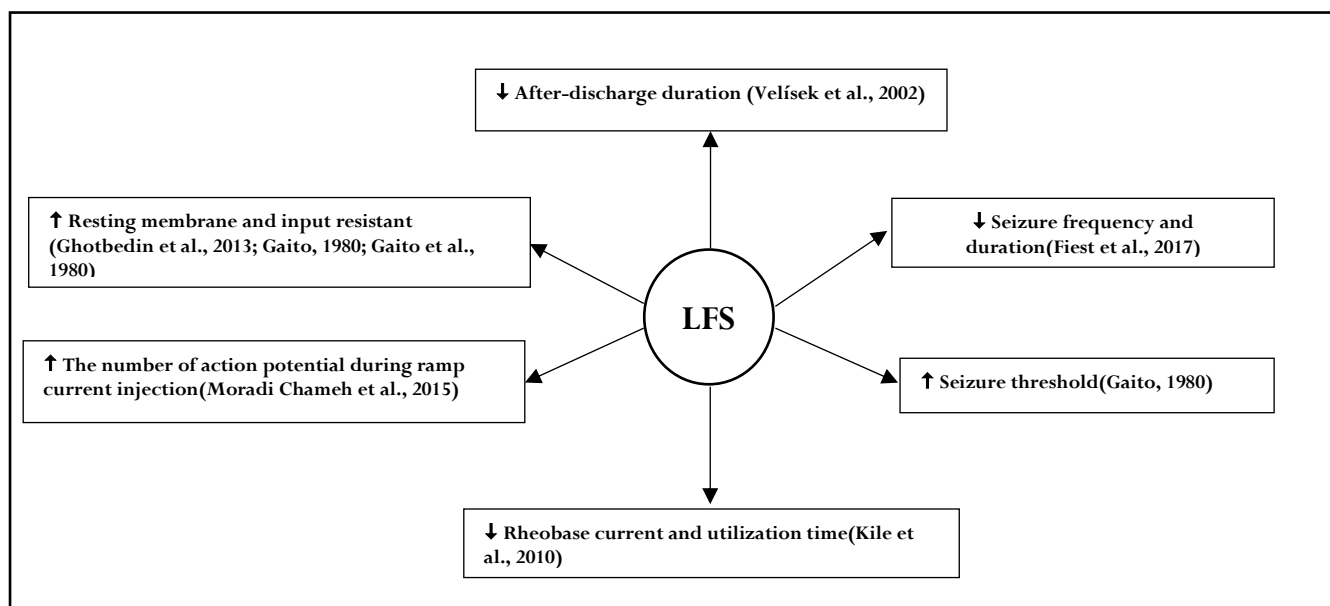 ↓ After-discharge duration (Velísek et al., 2002)
↑ Resting membrane and input resistant
(Ghotbedin et al., 2013; Gaito, 1980; Gaito et al.,
1980)
↓ Seizure frequency and
duration(Fiest et al., 2017)
LFS
↑ The number of action potential during ramp
current injection(Moradi Chameh et al., 2015)
↑ Seizure threshold(Gaito, 1980)
↓ Rheobase current and utilization time(Kile et
al., 2010)